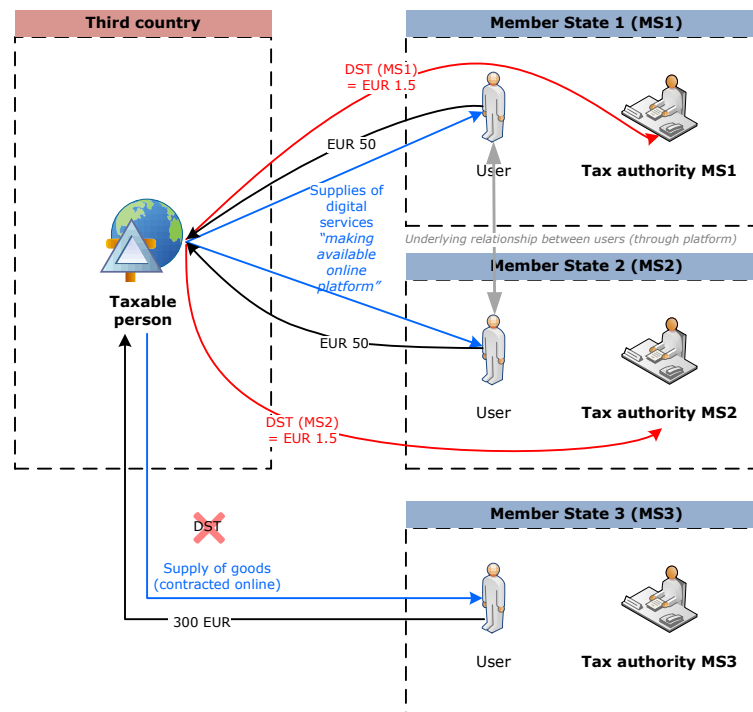 Third country
Member State 1 (MS1)
DST (MS1)
= EUR 1.5
EUR 50
User
Tax authority MS1
Supplies of
digital
services
“making
available
online
platform”
Underlying relationship between users (through platform)
Member State 2 (MS2)
Taxable
person
EUR 50
User
Tax authority MS2
DST (MS2)
= EUR 1.5
Member State 3 (MS3)
DST
Supply of goods
(contracted online)
300 EUR
User
Tax authority MS3